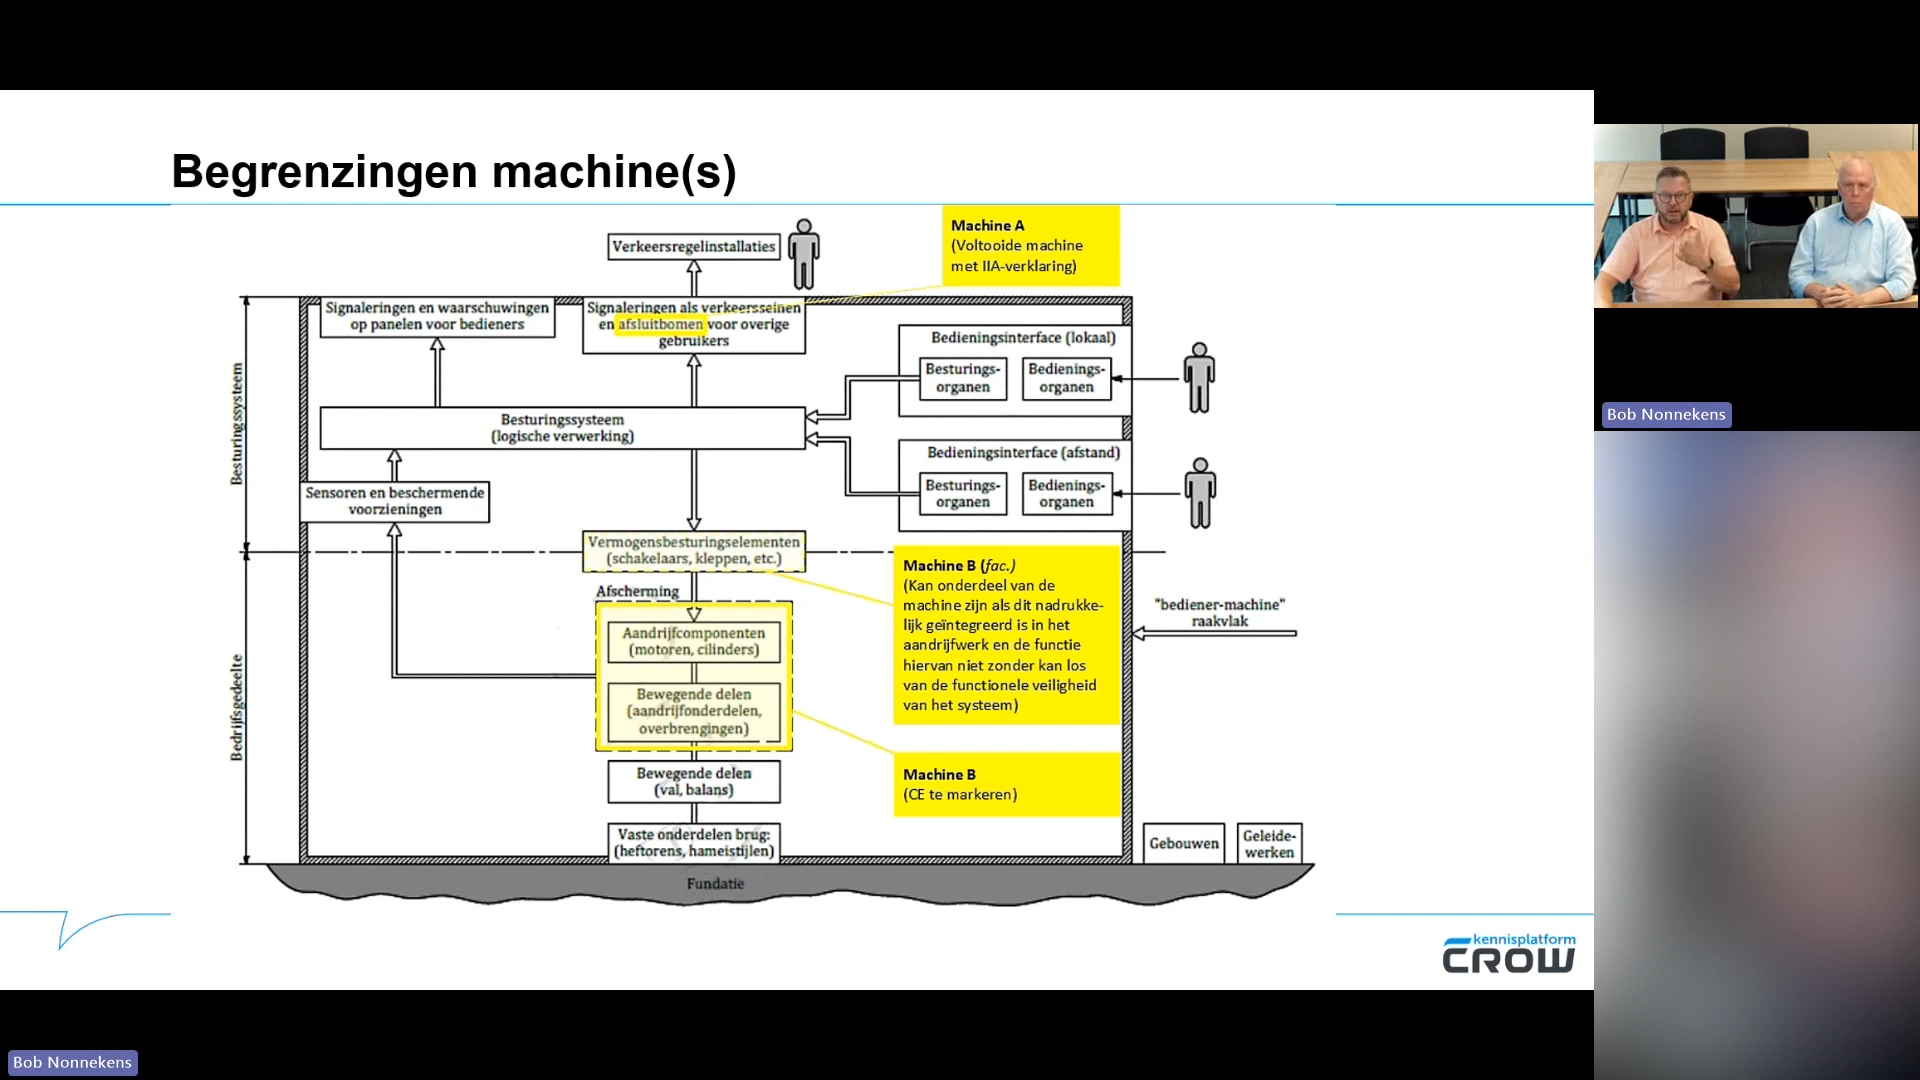 Begrenzingen machine(s)
Machine A
(Voltooide machine
met IIA-verklaring)
Verkeersregelinstallaties
Signaleringen en waarschuwingen
op panelen voor bedieners
Signaleringen als verkeersseinen
en afsluitbomen voor overige
gebruikers
Bedieningsinterface (lokaal)
Besturings-
organen
Bedienings-
organen
Besturingssysteem
Besturingssysteem
(logische verwerking)
Bedieningsinterface (afstand)
Besturings-
organen
Bedienings-
organen
Sensoren en beschermende
voorzieningen
Vermogensbesturingselementen
(schakelaars, kleppen, etc.)
Afscherming
Machine B (fac.)
(Kan onderdeel van de
machine zijn als dit nadrukke-
lijk geïntegreerd is in het
aandrijfwerk en de functie
hiervan niet zonder kan los
van de functionele veiligheid
van het systeem)
"bediener-machine"
raakvlak
Aandrijfcomponenten
(motoren, cilinders)
Bedrijfsgedeelte
Bewegende delen
(aandrijfonderdelen,
overbrengingen)
Machine B
(CE te markeren)
Bewegende delen
(val, balans)
Vaste onderdelen brug:
(heftorens, hameistijlen)
Gebouwen
Geleide-
werken
Fundatie
kennisplatform
CROW
Bob Nonnekens
Bob Nonnekens